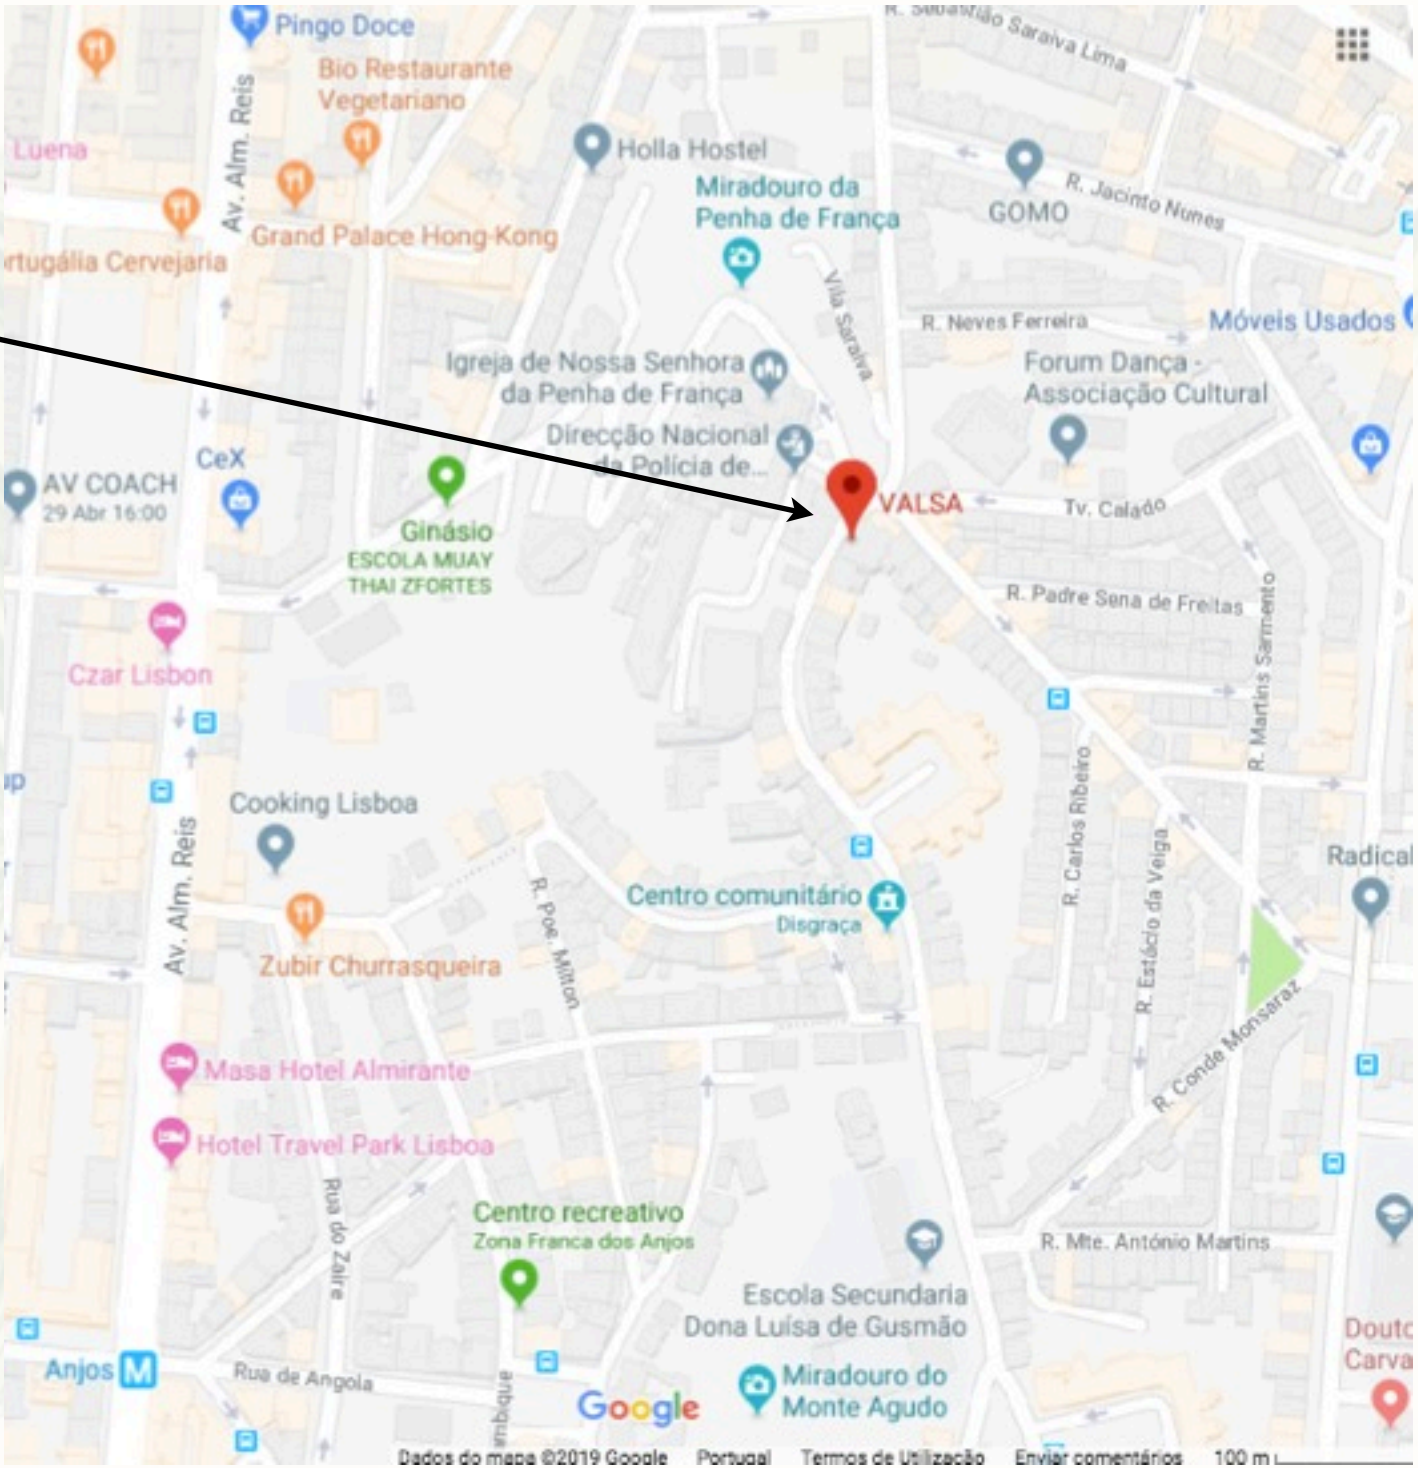 Pingo Doce
R. Sebastião Saraiva Lima
Av. Alm. Reis
Bio Restaurante
Vegetariano
Luena
Holla Hostel
Miradouro da
Penha de França
GOMO
R. Jacinto Nunes
Grand Palace Hong-Kong
rtugália Cervejaria
Vila Saraiva
R. Neves Ferreira
Móveis Usados
Igreja de Nossa Senhora
da Penha de França
Forum Dança -
Associação Cultural
Direcção Nacional
da Polícia de...
CeX
AV COACH
29 Abr 16:00
VALSA
Tv. Calado
Ginásio
ESCOLA MUAY
THAI ZFORTES
R. Padre Sena de Freitas
R. Martins Sarmento
Czar Lisbon
up
Cooking Lisboa
R. Carlos Ribeiro
Av. Alm. Reis
R. Estácio da Veiga
Radical
Centro comunitário
Disgraça
R. Poe. Milton
Zubir Churrasqueira
R. Conde Monsaraz
Masa Hotel Almirante
Hotel Travel Park Lisboa
Rua do Zaire
Centro recreativo
Zona Franca dos Anjos
R. Mte. António Martins
Escola Secundaria
Dona Luísa de Gusmão
Douto
Carva
Anjos M
Rua de Angola
ambique
Google
Miradouro do
Monte Agudo
Dados do mapa ©2019 Google Portugal Termos de Utilização Enviar comentários 100 m